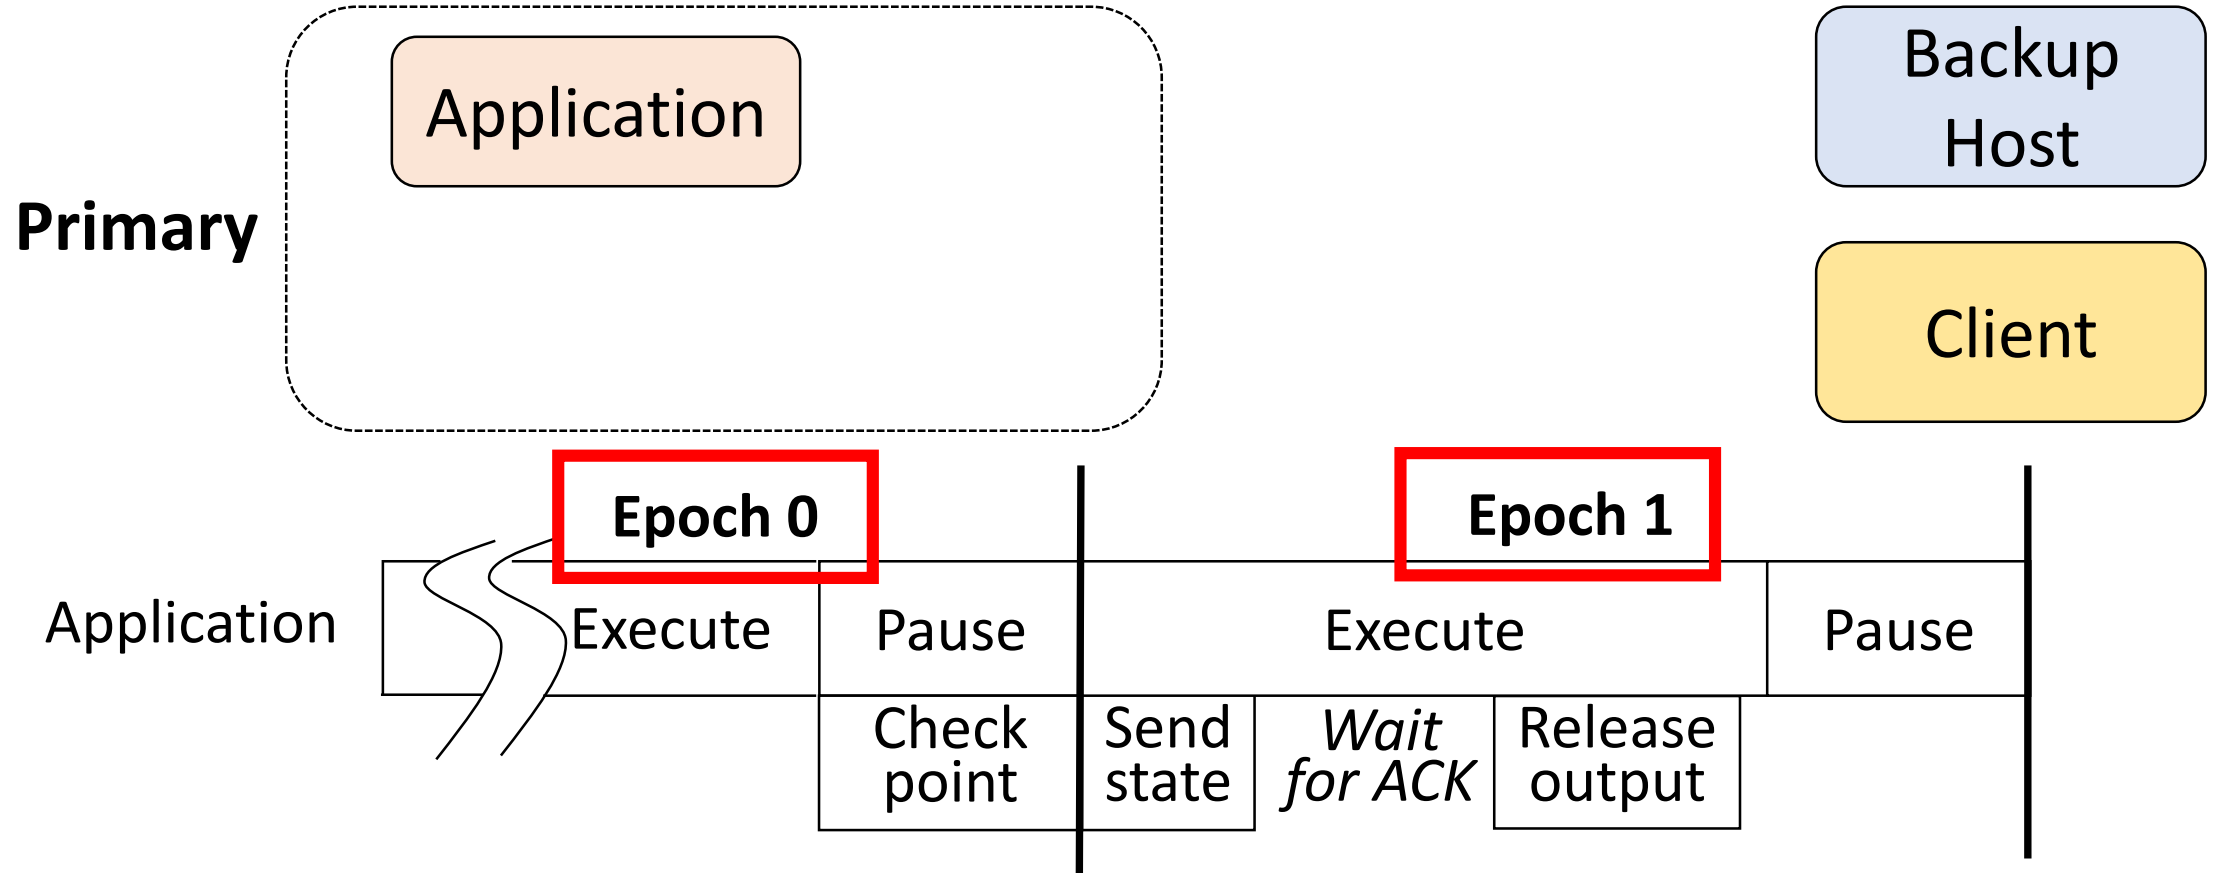 Application
Backup
Host
Primary
Client
Epoch 0
Epoch 1
Application
Execute
Pause
Execute
Pause
Check
point
Send
state
Wait
for ACK
Release
output